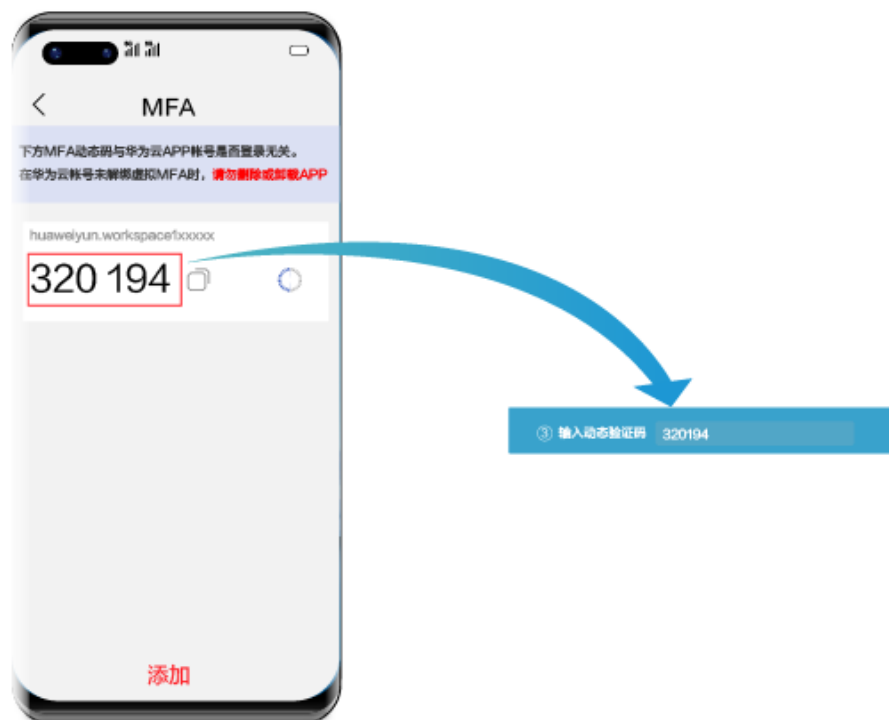 MFA
下方MFA动态码与华为云APP帐号是否登录无关。
在华为云帐号未解绑虚拟MFA时，请勿删除或卸载APP
huaweiyun.workspace1xxxxx
320 194
③ 输入动态验证码 320194
添加